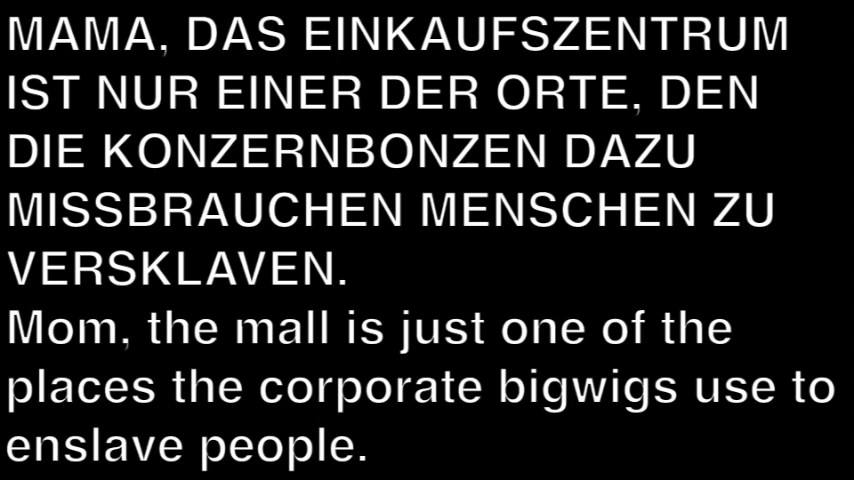 MAMA, DAS EINKAUFSZENTRUM
IST NUR EINER DER ORTE, DEN
DIE KONZERNBONZEN DAZU
MISSBRAUCHEN MENSCHEN ZU
VERSKLAVEN.
Mom, the mall is just one of the
places the corporate bigwigs use to
enslave people.